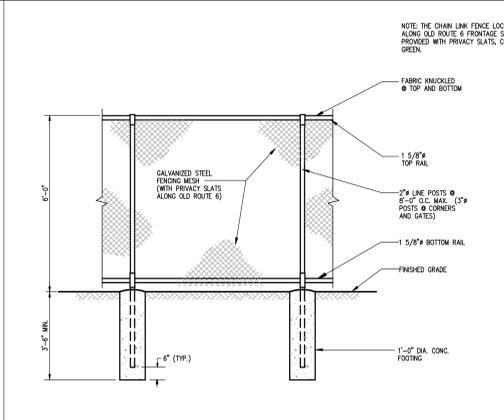 NOTE: THE CHAIN LINK FENCE LOC
ALONG OLD ROUTE 6 FRONTAGE S
PROVIDED WITH PRIVACY SLATS, C
GREEN.
FABRIC KNUCKLED
@ TOP AND BOTTOM
1 5/8"ø
TOP RAIL
GALVANIZED STEEL
FENCING MESH
(WITH PRIVACY SLATS
ALONG OLD ROUTE 6)
6'-0"
2"ø LINE POSTS @
8'-0" O.C. MAX. (3"ø
POSTS @ CORNERS
AND GATES)
1 5/8"ø BOTTOM RAIL
FINISHED GRADE
3'-6" MIN.
6" (TYP.)
1'-0" DIA. CONC.
FOOTING